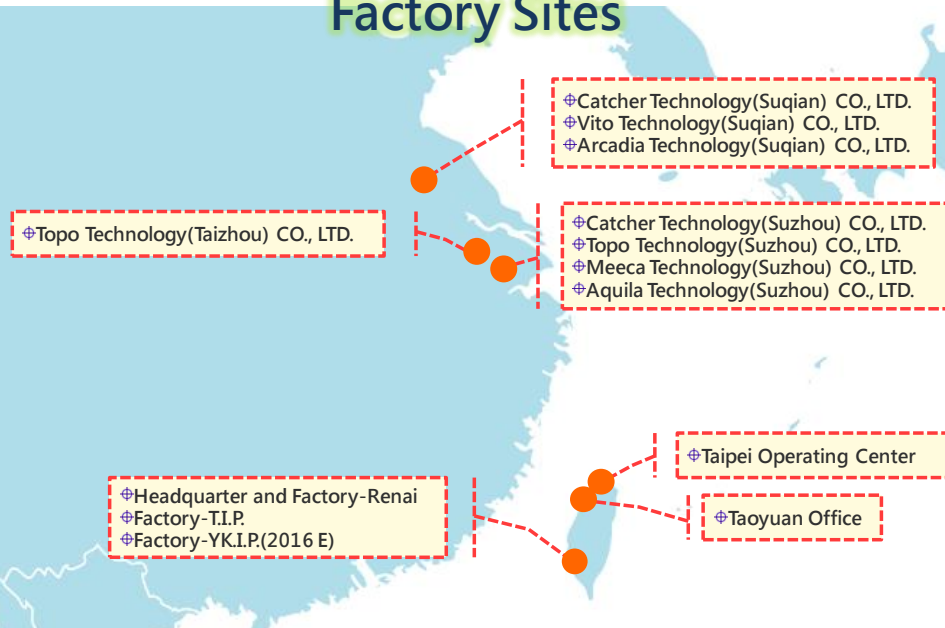 Factory Sites
Catcher Technology(Suqian) CO., LTD.
Vito Technology(Suqian) CO., LTD.
Arcadia Technology(Suqian) CO., LTD.
Topo Technology(Taizhou) CO., LTD.
Catcher Technology(Suzhou) CO., LTD.
Topo Technology(Suzhou) CO., LTD.
Meeca Technology(Suzhou) CO., LTD.
Aquila Technology(Suzhou) CO., LTD.
Taipei Operating Center
Headquarter and Factory-Renai
Factory-T.I.P.
Factory-YK.I.P.(2016 E)
Taoyuan Office